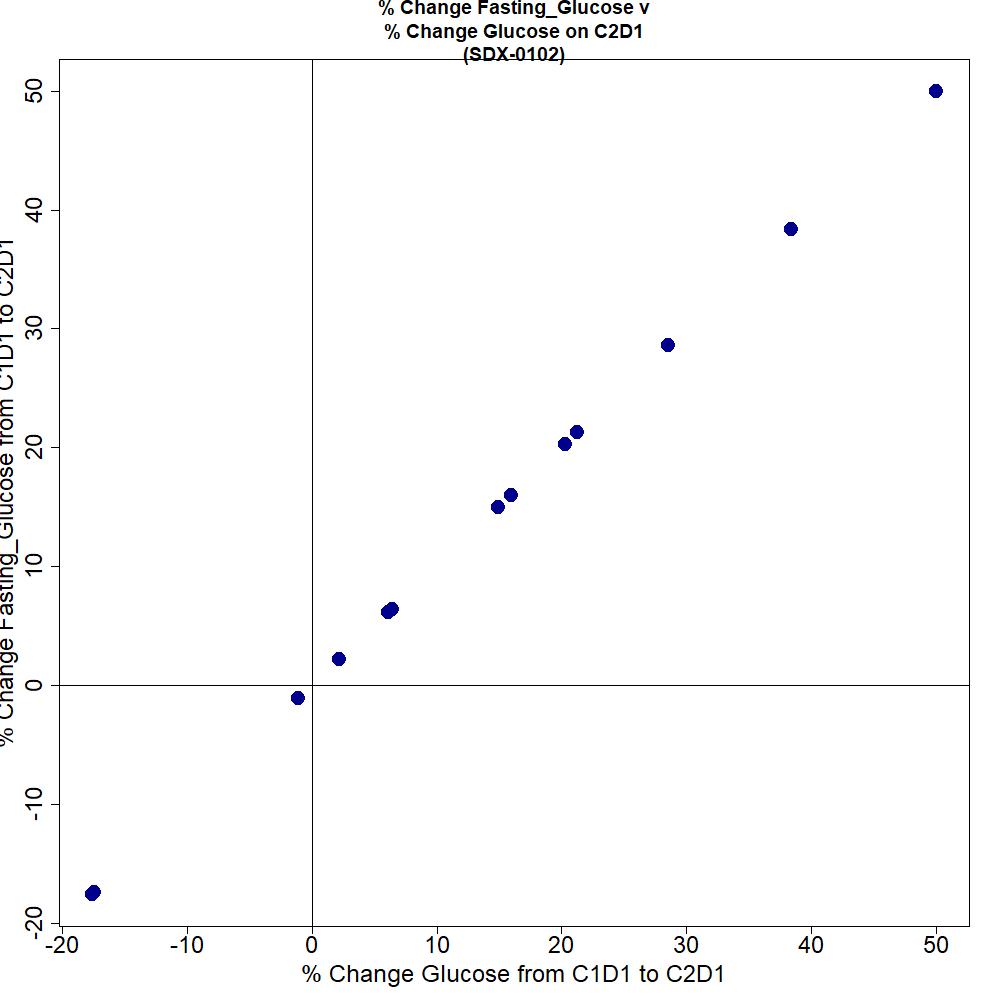 % Change Fasting_Glucose v
% Change Glucose on C2D1
(SDX-0102)
% Change Fasting_Glucose from C1D1 to C2D1
50
40
30
20
10
0
-10
-20
-20 -10 0 10 20 30 40 50
% Change Glucose from C1D1 to C2D1